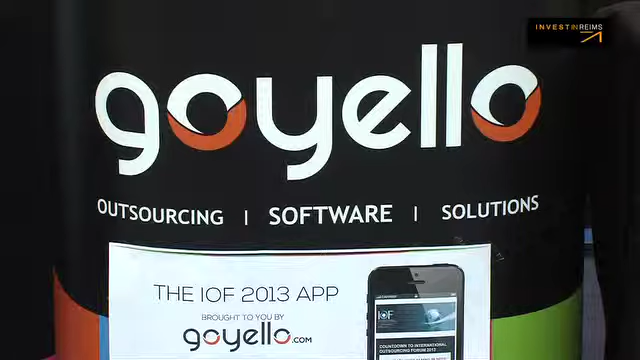 INVESTINREIMS
goyello
OUTSOURCING | SOFTWARE | SOLUTIONS
THE IOF 2013 APP
BROUGHT TO YOU BY
goyello.COM
IOF
COUNTDOWN TO INTERNATIONAL
OUTSOURCING FORUM 2013